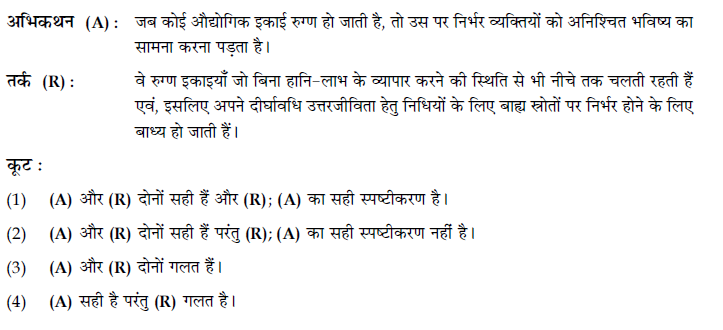 अभिकथन (A) : जब कोई औद्योगिक इकाई रुग्ण हो जाती है, तो उस पर निर्भर व्यक्तियों को अनिश्चित भविष्य का
सामना करना पड़ता है।
तर्क (R) : वे रुग्ण इकाइयाँ जो बिना हानि-लाभ के व्यापार करने की स्थिति से भी नीचे तक चलती रहती हैं
एवं, इसलिए अपने दीर्घावधि उत्तरजीविता हेतु निधियों के लिए बाह्य स्रोतों पर निर्भर होने के लिए
बाध्य हो जाती हैं।
कूट :
(1) (A) और (R) दोनों सही हैं और (R); (A) का सही स्पष्टीकरण है।
(2) (A) और (R) दोनों सही हैं परंतु (R); (A) का सही स्पष्टीकरण नहीं है।
(3) (A) और (R) दोनों गलत हैं।
(4) (A) सही है परंतु (R) गलत है।